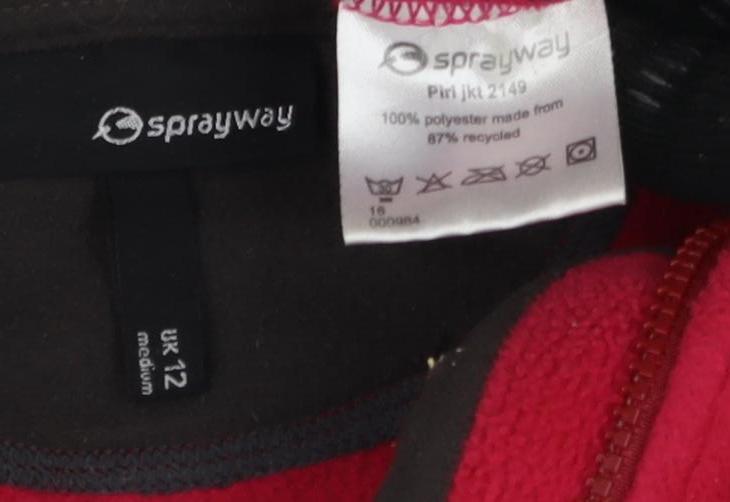 sprayway
UK 12
medium
sprayway
Piri jkt 2149
100% polyester made from
87% recycled
16
000984